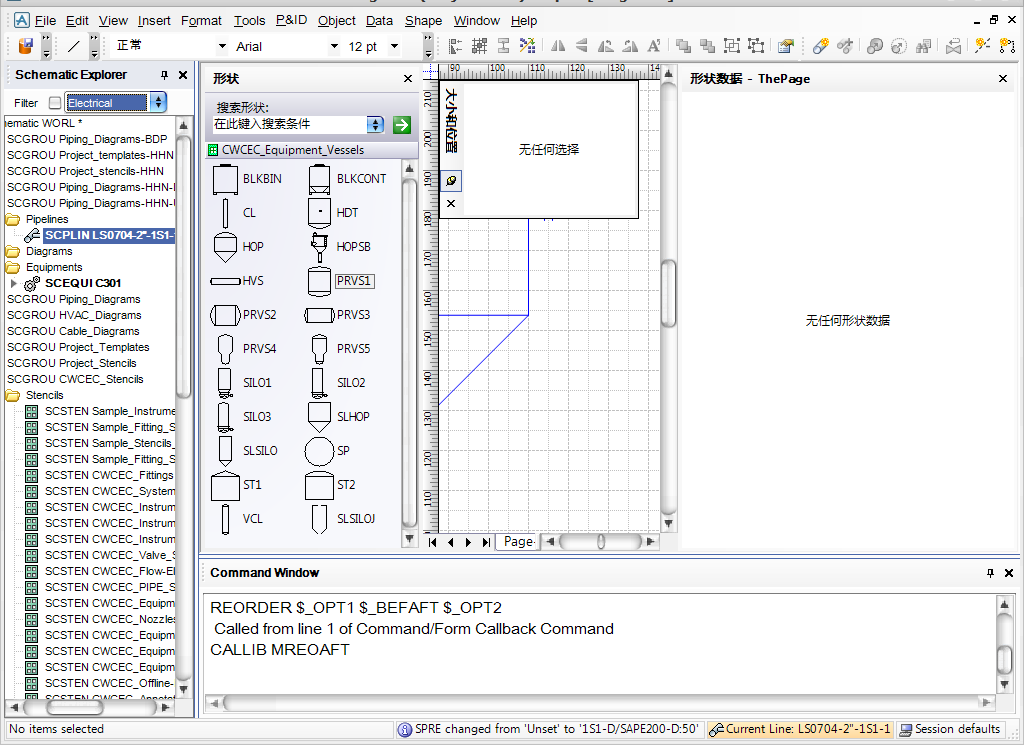 File Edit View Insert Format Tools P&ID Object Data Shape Window Help
正常 Arial 12 pt
Schematic Explorer
Filter Electrical
ematic WORL *
SCGROU Piping_Diagrams-BDP
SCGROU Project_templates-HHN
SCGROU Project_stencils-HHN
SCGROU Piping_Diagrams-HHN-
SCGROU Piping_Diagrams-HHN-
Pipelines
SCPLIN LS0704-2"-1S1-
Diagrams
Equipments
SCEQUI C301
SCGROU Piping_Diagrams
SCGROU HVAC_Diagrams
SCGROU Cable_Diagrams
SCGROU Project_Templates
SCGROU Project_Stencils
SCGROU CWCEC_Stencils
Stencils
SCSTEN Sample_Instrume
SCSTEN Sample_Fitting_S
SCSTEN Sample_Stencils_
SCSTEN Sample_Fitting_S
SCSTEN CWCEC_Fittings
SCSTEN CWCEC_System
SCSTEN CWCEC_Instrum
SCSTEN CWCEC_Instrum
SCSTEN CWCEC_Instrum
SCSTEN CWCEC_Valve_S
SCSTEN CWCEC_Flow-El
SCSTEN CWCEC_PIPE_S
SCSTEN CWCEC_Equipm
SCSTEN CWCEC_Nozzles
SCSTEN CWCEC_Equipm
SCSTEN CWCEC_Equipm
SCSTEN CWCEC_Equipm
SCSTEN CWCEC_Offline-
SCSTEN CWCEC_Annotat
形状
搜索形状:
在此键入搜索条件
CWCEC_Equipment_Vessels
BLKBIN BLKCONT
CL HDT
HOP HOPSB
HVS PRVS1
PRVS2 PRVS3
PRVS4 PRVS5
SILO1 SILO2
SILO3 SLHOP
SLSILO SP
ST1 ST2
VCL SLSILOJ
90 100 110 120 130 14
210
200
190
180
170
160
150
140
130
120
110
大小和位置
无任何选择
Page-
形状数据 - ThePage
无任何形状数据
Command Window
REORDER $_OPT1 $_BEFAFT $_OPT2
Called from line 1 of Command/Form Callback Command
CALLIB MREOAFT
No items selected
SPRE changed from 'Unset' to '1S1-D/SAPE200-D:50'
Current Line: LS0704-2"-1S1-1
Session defaults